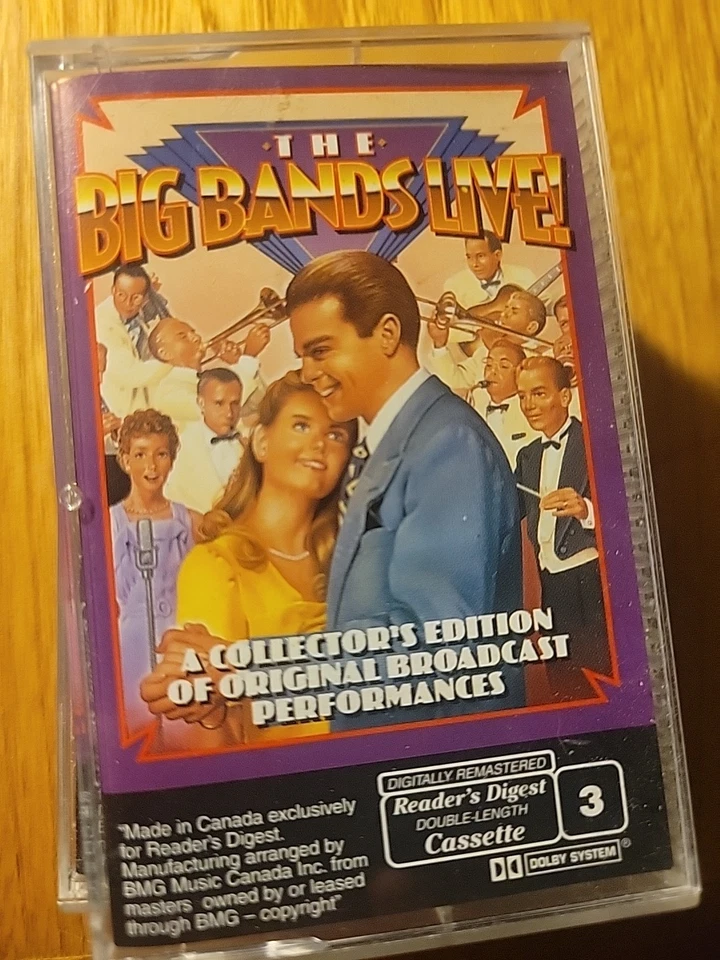 THE
BIG BANDS LIVE!
A COLLECTOR'S EDITION
OF ORIGINAL BROADCAST
PERFORMANCES
"Made in Canada exclusively
for Reader's Digest.
Manufacturing arranged by
BMG Music Canada Inc. from
masters owned by or leased
through BMG – copyright"
DIGITALLY REMASTERED
Reader's Digest
DOUBLE-LENGTH
Cassette
3
DOLBY SYSTEM®